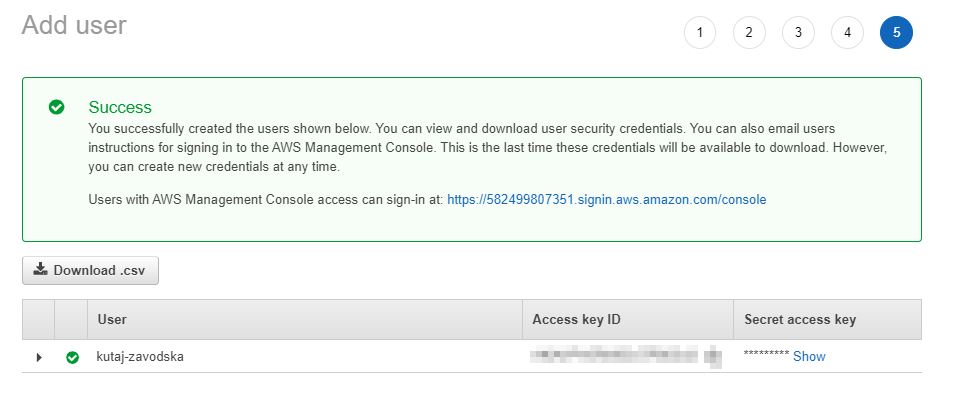 Add user
1 2 3 4 5
Success
You successfully created the users shown below. You can view and download user security credentials. You can also email users
instructions for signing in to the AWS Management Console. This is the last time these credentials will be available to download. However,
you can create new credentials at any time.
Users with AWS Management Console access can sign-in at: https://582499807351.signin.aws.amazon.com/console
Download .csv
User Access key ID Secret access key
kutaj-zavodska ********* Show